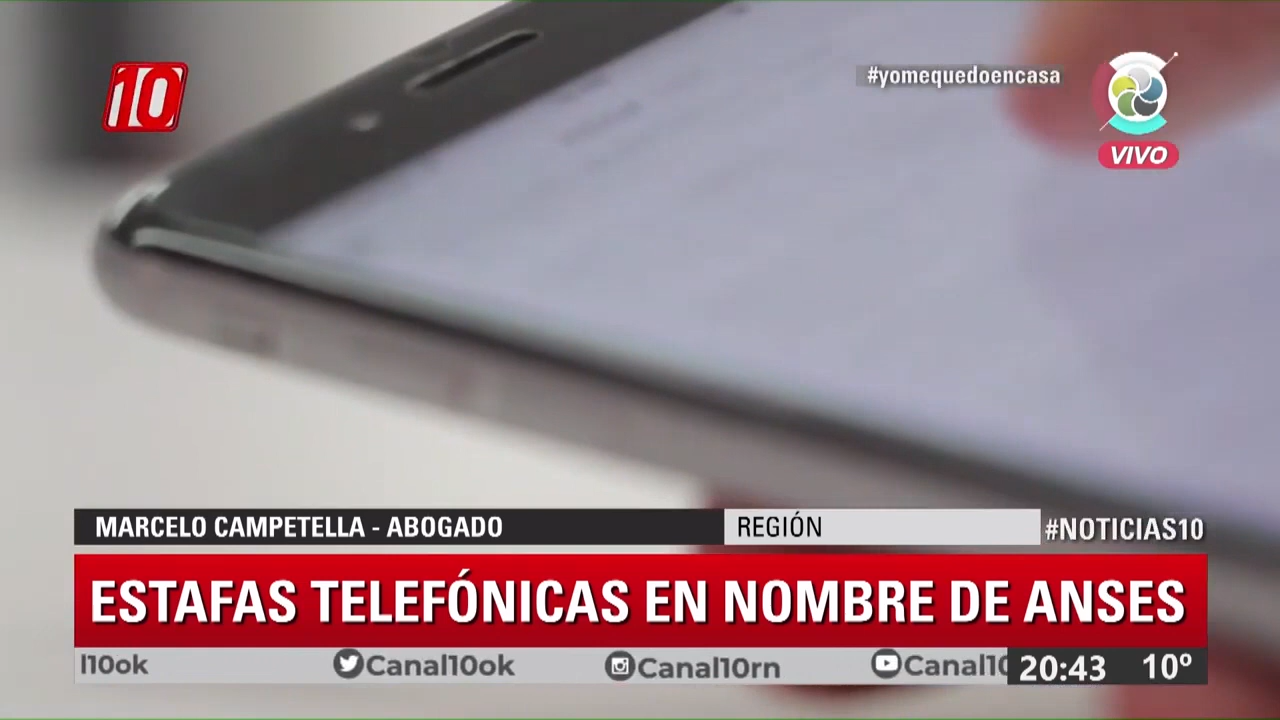 10
#yomequedoencasa
VIVO
MARCELO CAMPETELLA - ABOGADO
REGIÓN
#NOTICIAS10
ESTAFAS TELEFÓNICAS EN NOMBRE DE ANSES
l10ok
Canal10ok
Canal10rn
Canal10
20:43
10º